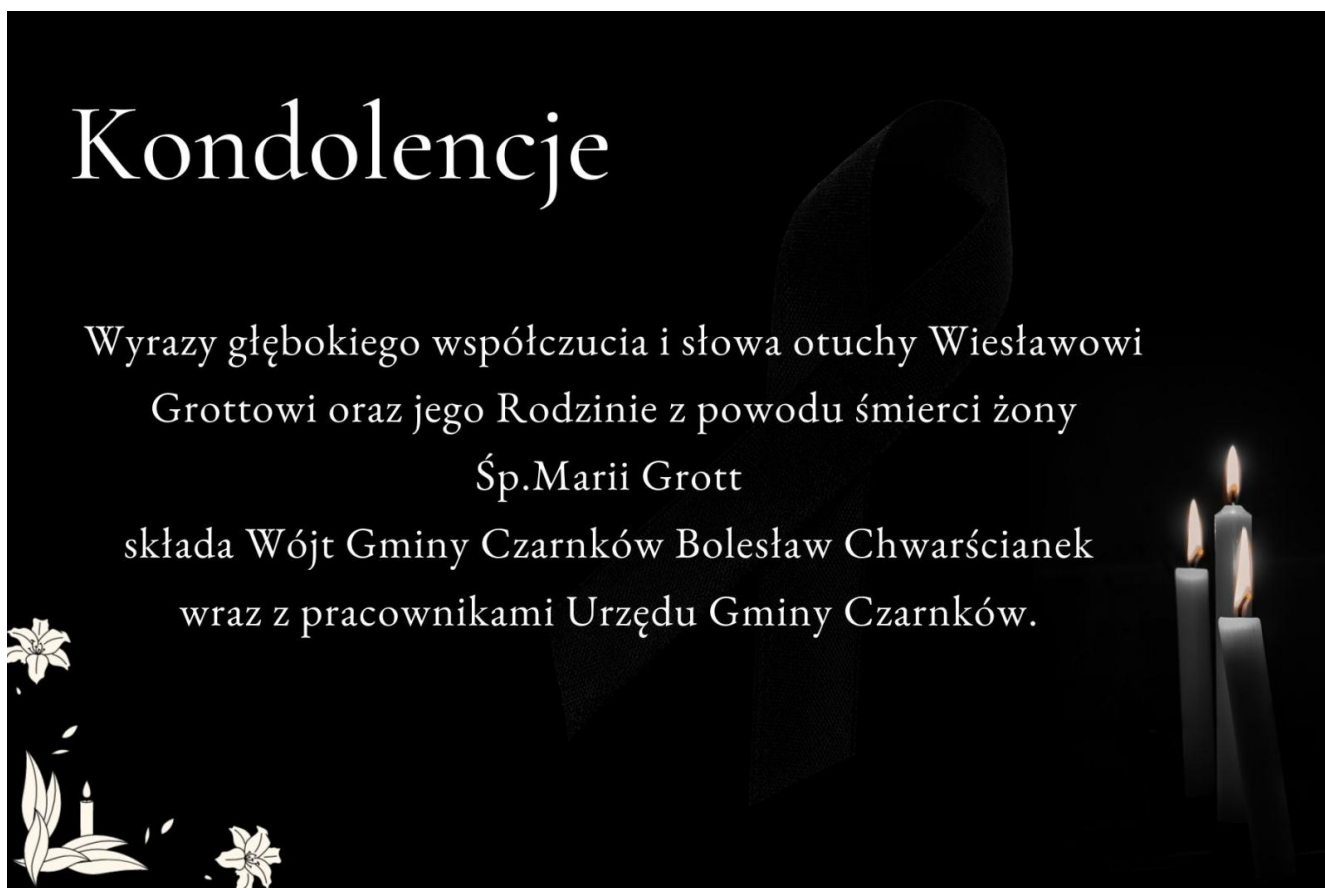 Kondolencje
Wyrazy głębokiego współczucia i słowa otuchy Wiesławowi
Grottowi oraz jego Rodzinie z powodu śmierci żony
Śp.Marii Grott
składa Wójt Gminy Czarnków Bolesław Chwarścianek
wraz z pracownikami Urzędu Gminy Czarnków.